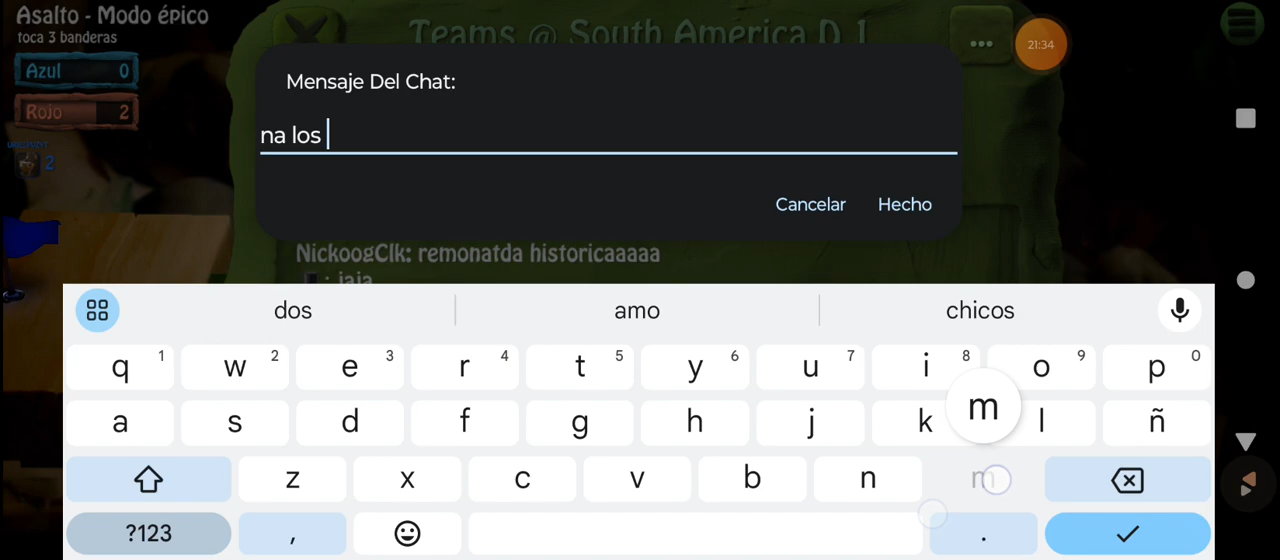 Asalto - Modo épico
toca 3 banderas
Azul 0
Rojo 2
2
Teams @ South America D.1
•••
21:34
Mensaje Del Chat:
na los
Cancelar Hecho
NickoogClk: remonatda historicaaaaa
: jaja
dos amo chicos
q 1 w 2 e 3 r 4 t 5 y 6 u 7 i 8 o 9 p 0
a s d f g h j k m l ñ
z x c v b n m
?123 , .